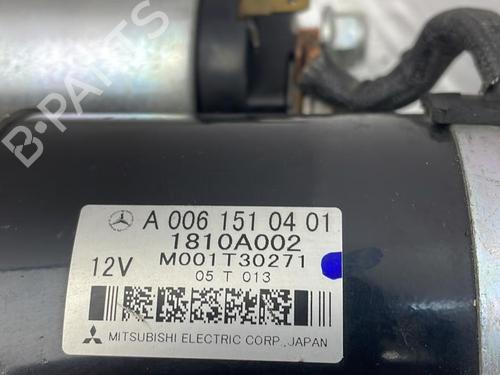 B-PARTS
A 006 151 04 01
1810A002
12V M001T30271
05 T 013
MITSUBISHI ELECTRIC CORP., JAPAN